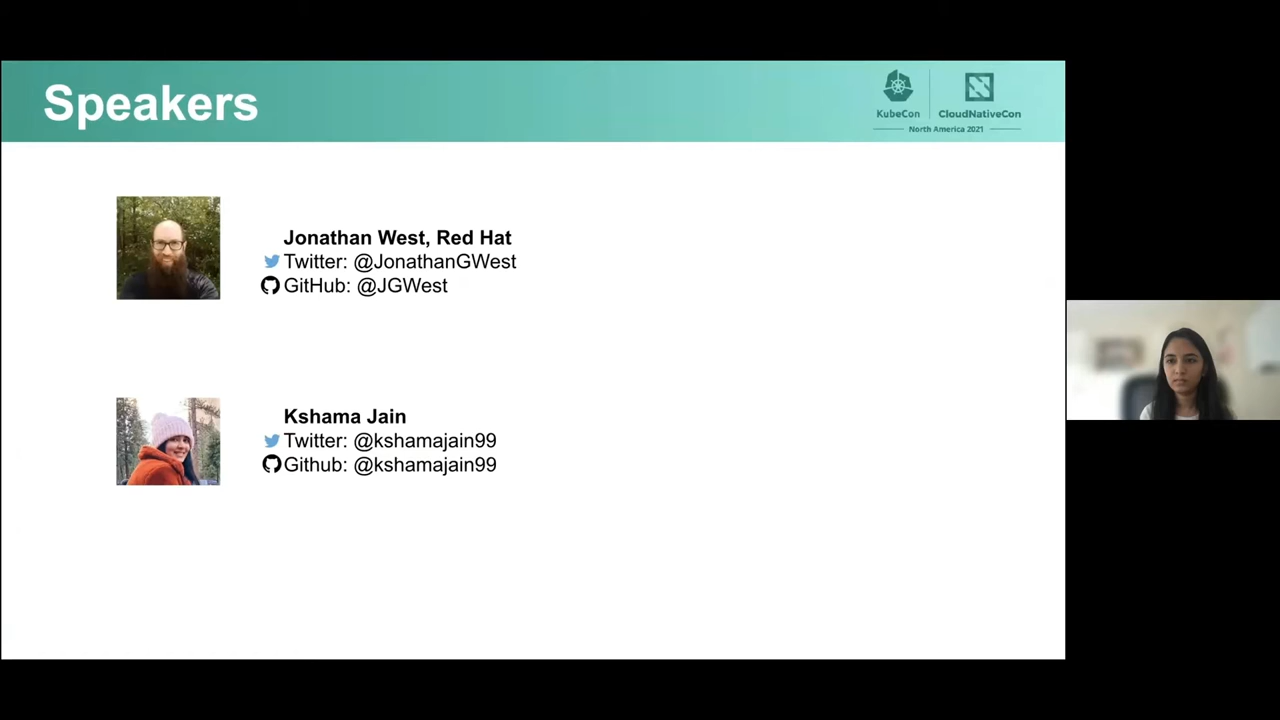 Speakers
KubeCon
CloudNativeCon
North America 2021
Jonathan West, Red Hat
Twitter: @JonathanGWest
GitHub: @JGWest
Kshama Jain
Twitter: @kshamajain99
Github: @kshamajain99